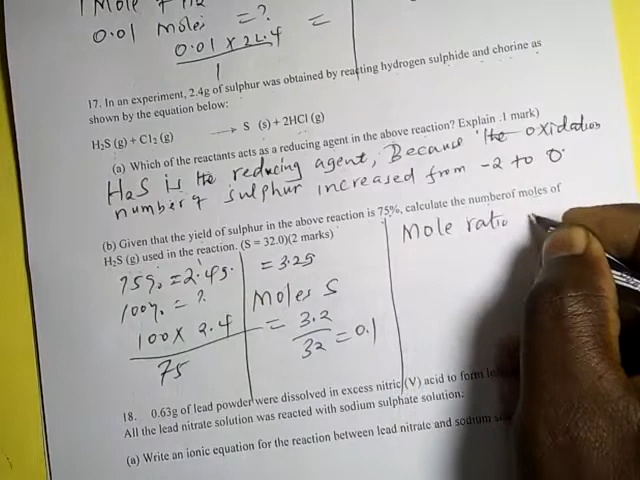 1 Mole
0.01 moles = ?
0.01 × 22.4 =
1
17. In an experiment, 2.4g of sulphur was obtained by reacting hydrogen sulphide and chorine as
shown by the equation below:
H₂S (g) + Cl₂ (g) → S (s) + 2HCl (g)
(a) Which of the reactants acts as a reducing agent in the above reaction? Explain .1 mark)
H2S is the reducing agent, Because the oxidation
number of sulphur increased from -2 to 0.
(b) Given that the yield of sulphur in the above reaction is 75%, calculate the numberof moles of
H₂S (g) used in the reaction. (S = 32.0)(2 marks)
75% = 2.4g.
100% = ?
100 × 2.4
75
= 3.2g
Moles S
= 3.2
32
= 0.1
Mole ratio
18. 0.63g of lead powder were dissolved in excess nitric (V) acid to form
All the lead nitrate solution was reacted with sodium sulphate solution.
(a) Write an ionic equation for the reaction between lead nitrate and sodium